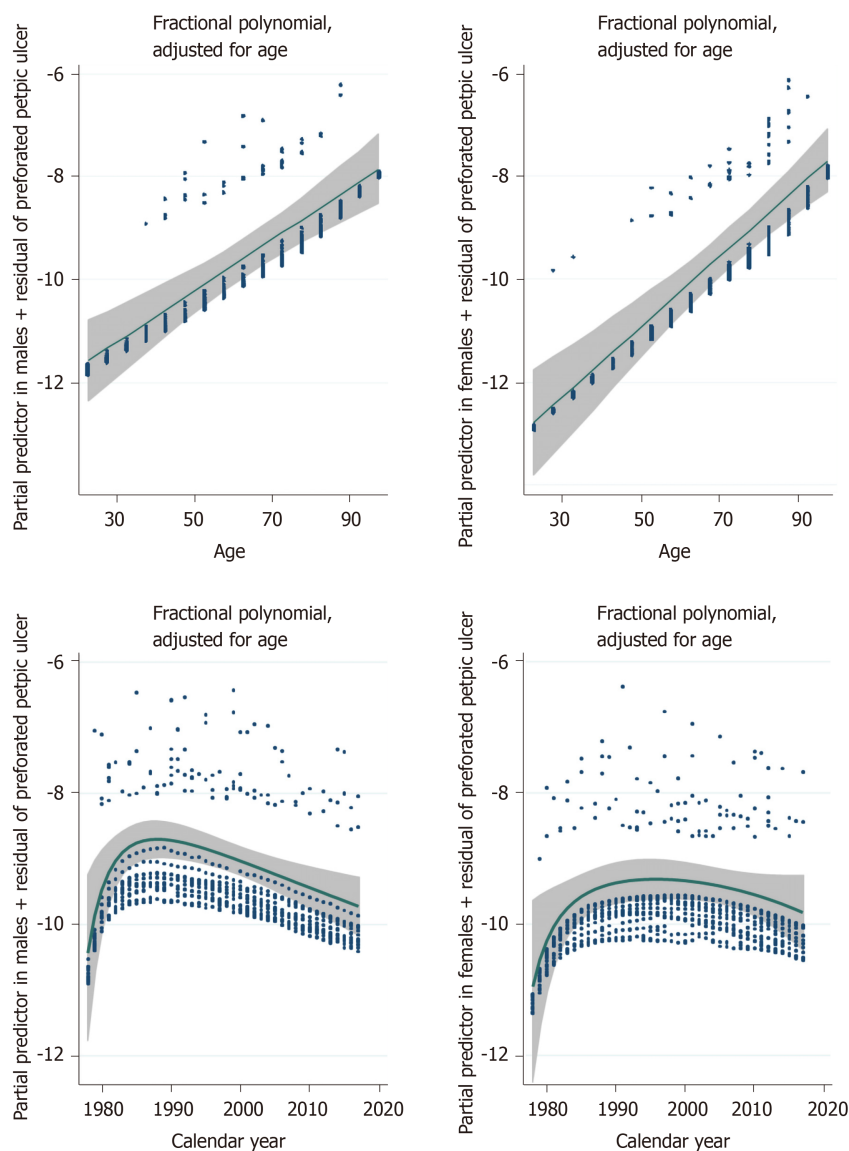 Fractional polynomial,
adjusted for age
Partial predictor in males + residual of preforated petpic ulcer
-6
-8
-10
-12
30
50
70
90
Age
Fractional polynomial,
adjusted for age
Partial predictor in females + residual of preforated petpic ulcer
-6
-8
-10
-12
30
50
70
90
Age
Fractional polynomial,
adjusted for age
Partial predictor in males + residual of preforated petpic ulcer
-6
-8
-10
-12
1980
1990
2000
2010
2020
Calendar year
Fractional polynomial,
adjusted for age
Partial predictor in females + residual of preforated petpic ulcer
-6
-8
-10
-12
1980
1990
2000
2010
2020
Calendar year